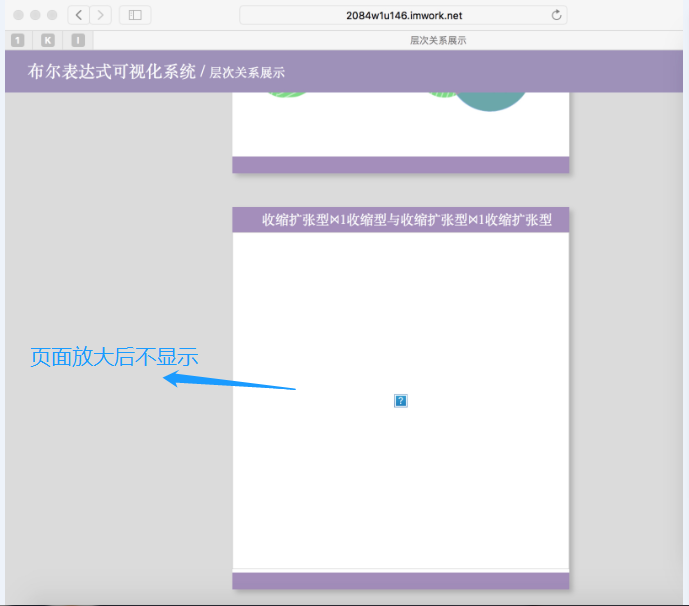 2084w1u146.imwork.net
1 K I 层次关系展示
布尔表达式可视化系统 / 层次关系展示
收缩扩张型⋈1收缩型与收缩扩张型⋈1收缩扩张型
页面放大后不显示
?